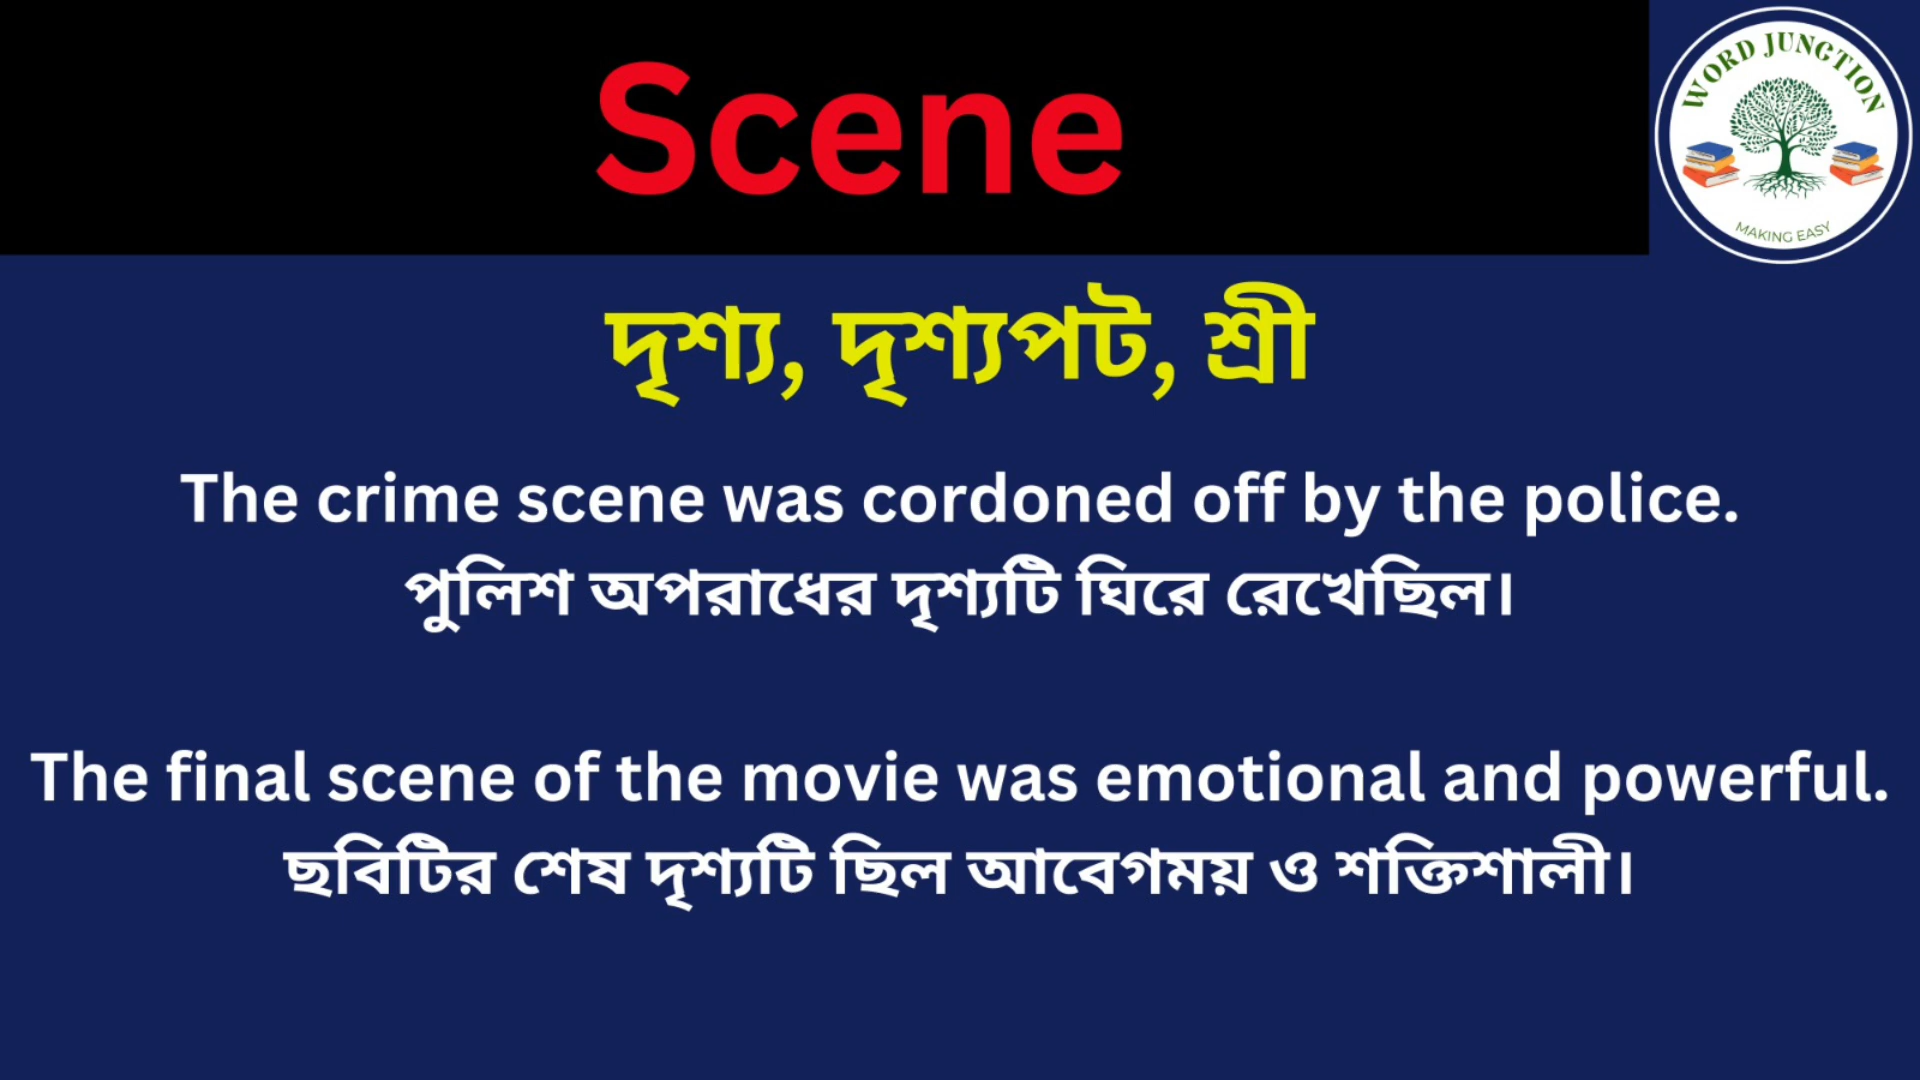 Scene
WORD JUNCTION
MAKING EASY
দৃশ্য, দৃশ্যপট, শ্রী
The crime scene was cordoned off by the police.
পুলিশ অপরাধের দৃশ্যটি ঘিরে রেখেছিল।
The final scene of the movie was emotional and powerful.
ছবিটির শেষ দৃশ্যটি ছিল আবেগময় ও শক্তিশালী।